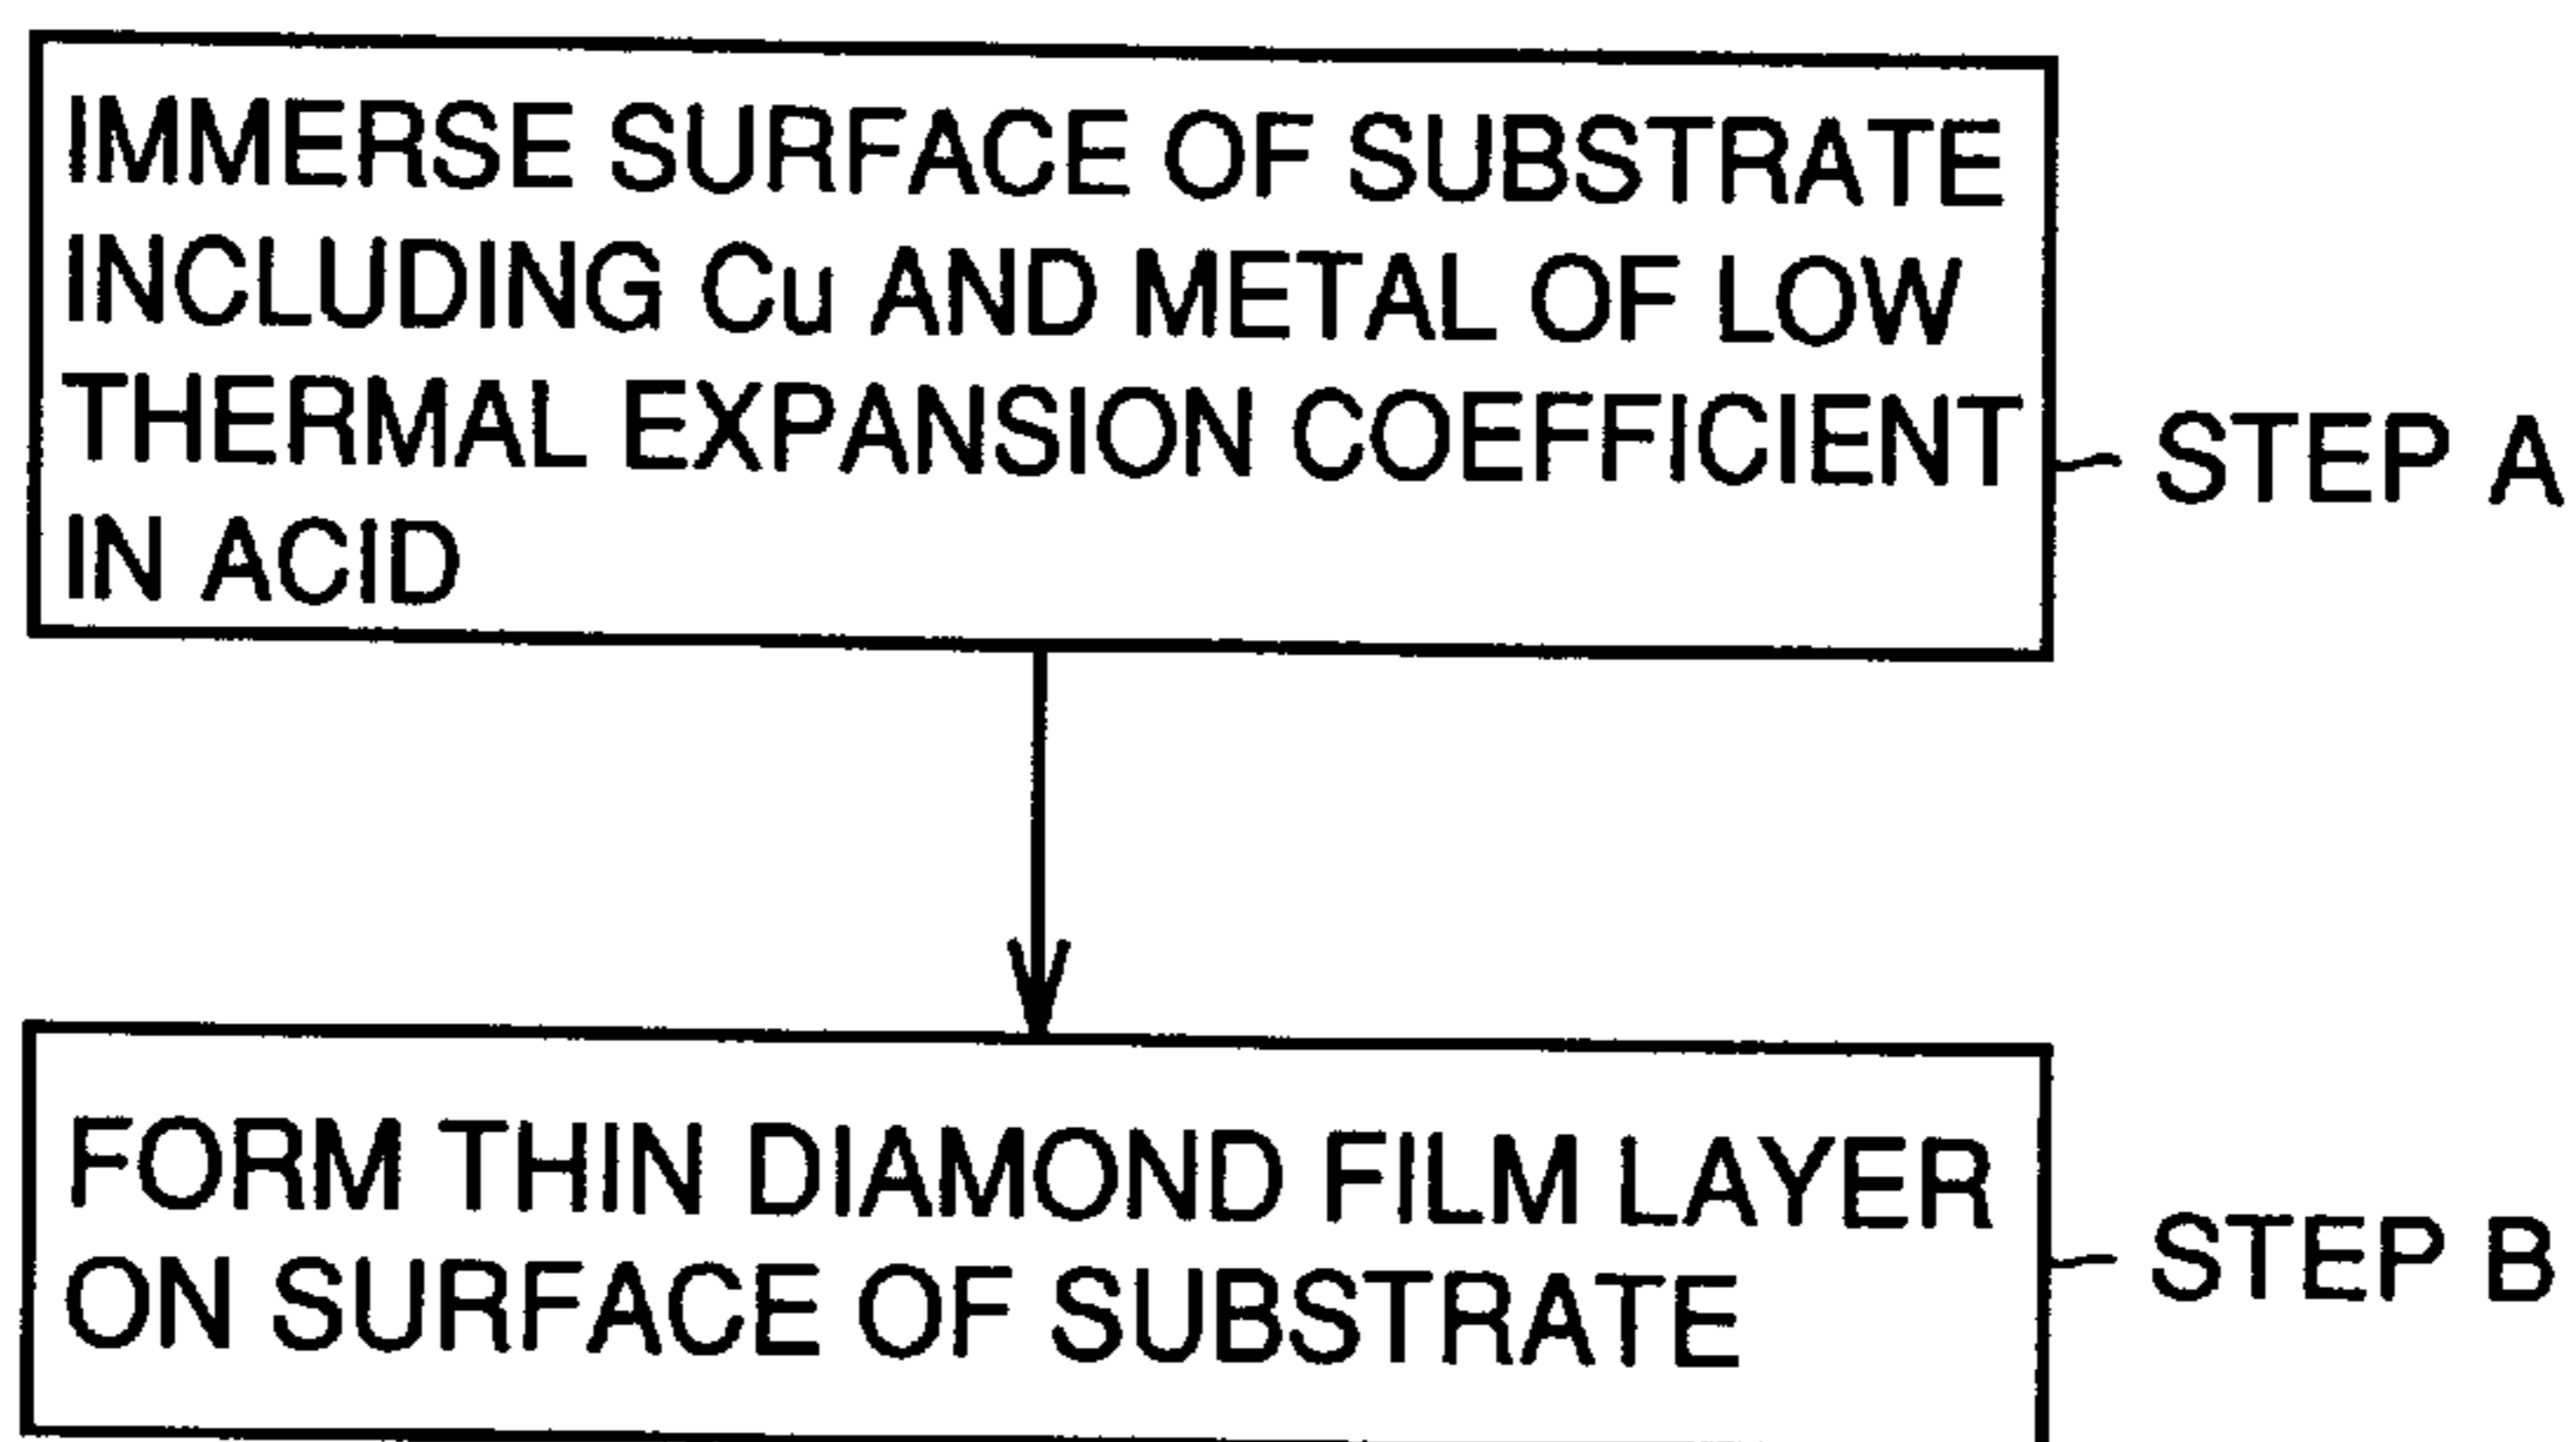 IMMERSE SURFACE OF SUBSTRATE
INCLUDING Cu AND METAL OF LOW
THERMAL EXPANSION COEFFICIENT
IN ACID
STEP A
FORM THIN DIAMOND FILM LAYER
ON SURFACE OF SUBSTRATE
STEP B